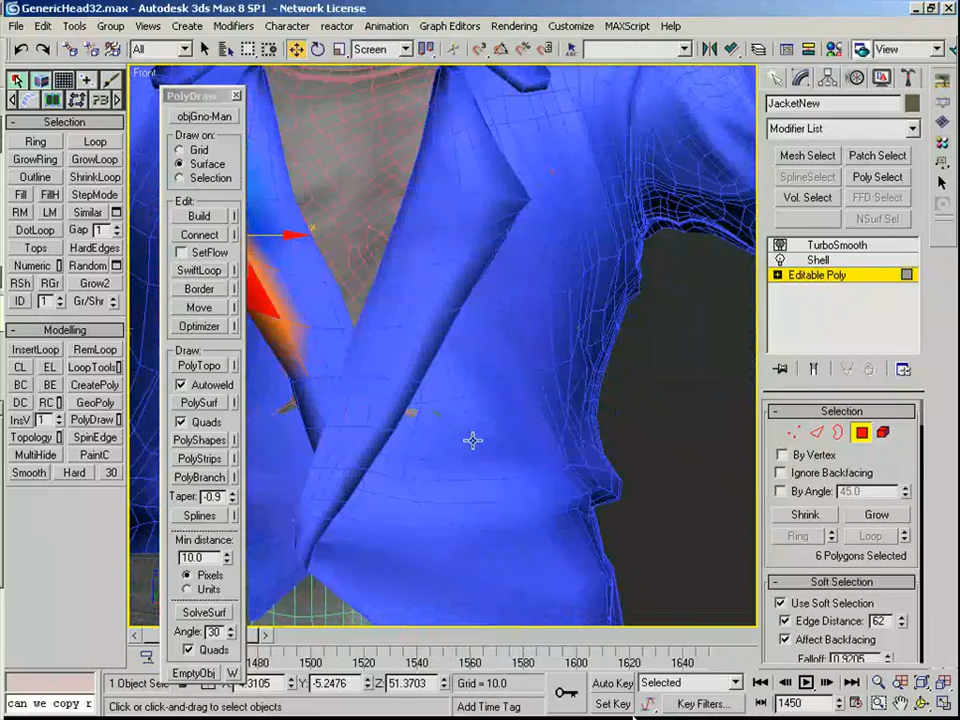 GenericHead32.max - Autodesk 3ds Max 8 SP1 - Network License
File Edit Tools Group Views Create Modifiers Character reactor Animation Graph Editors Rendering Customize MAXScript Help
All Screen View
Front
PolyDraw
objGno-Man
Draw on:
Grid
Surface
Selection
Edit:
Build
Connect
SetFlow
SwiftLoop
Border
Move
Optimizer
Draw:
PolyTopo
Autoweld
PolySurf
Quads
PolyShapes
PolyStrips
PolyBranch
Taper: -0.9
Splines
Min distance:
10.0
Pixels
Units
SolveSurf
Angle: 30
Quads
EmptyObj W
Selection
Ring Loop
GrowRing GrowLoop
Outline ShrinkLoop
Fill FillH StepMode
RM LM Similar
DotLoop Gap 1
Tops HardEdges
Numeric Random
RSh RGr Grow2
ID 1 Gr/Shr
Modelling
InsertLoop RemLoop
CL EL LoopTools
BC BE CreatePoly
DC RC GeoPoly
InsV 1 PolyDraw
Topology SpinEdge
MultiHide PaintC
Smooth Hard 30
JacketNew
Modifier List
Mesh Select Patch Select
SplineSelect Poly Select
Vol. Select FFD Select
NSurf Sel
TurboSmooth
Shell
Editable Poly
Selection
By Vertex
Ignore Backfacing
By Angle: 45.0
Shrink Grow
Ring Loop
6 Polygons Selected
Soft Selection
Use Soft Selection
Edge Distance: 62
Affect Backfacing
Falloff: 0.9205
1480 1500 1520 1540 1560 1580 1600 1620 1640
1 Object Sele Y: -5.2476 Z: 51.3703 Grid = 10.0 Auto Key Selected
can we copy r Click or click-and-drag to select objects Add Time Tag Set Key Key Filters... 1450